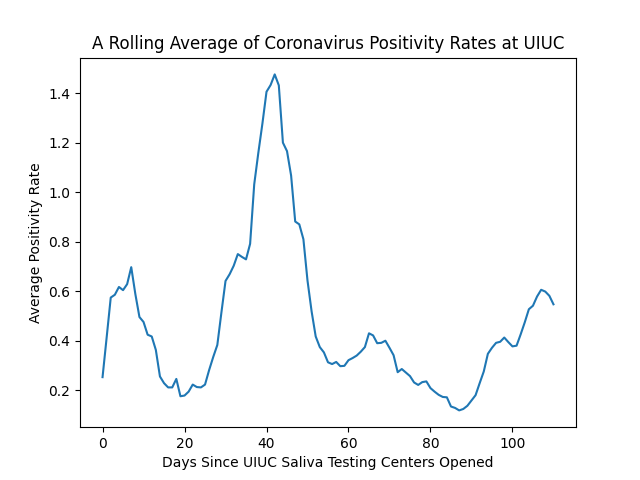 A Rolling Average of Coronavirus Positivity Rates at UIUC
1.4
1.2
1.0
0.8
0.6
0.4
0.2
Average Positivity Rate
0 20 40 60 80 100
Days Since UIUC Saliva Testing Centers Opened